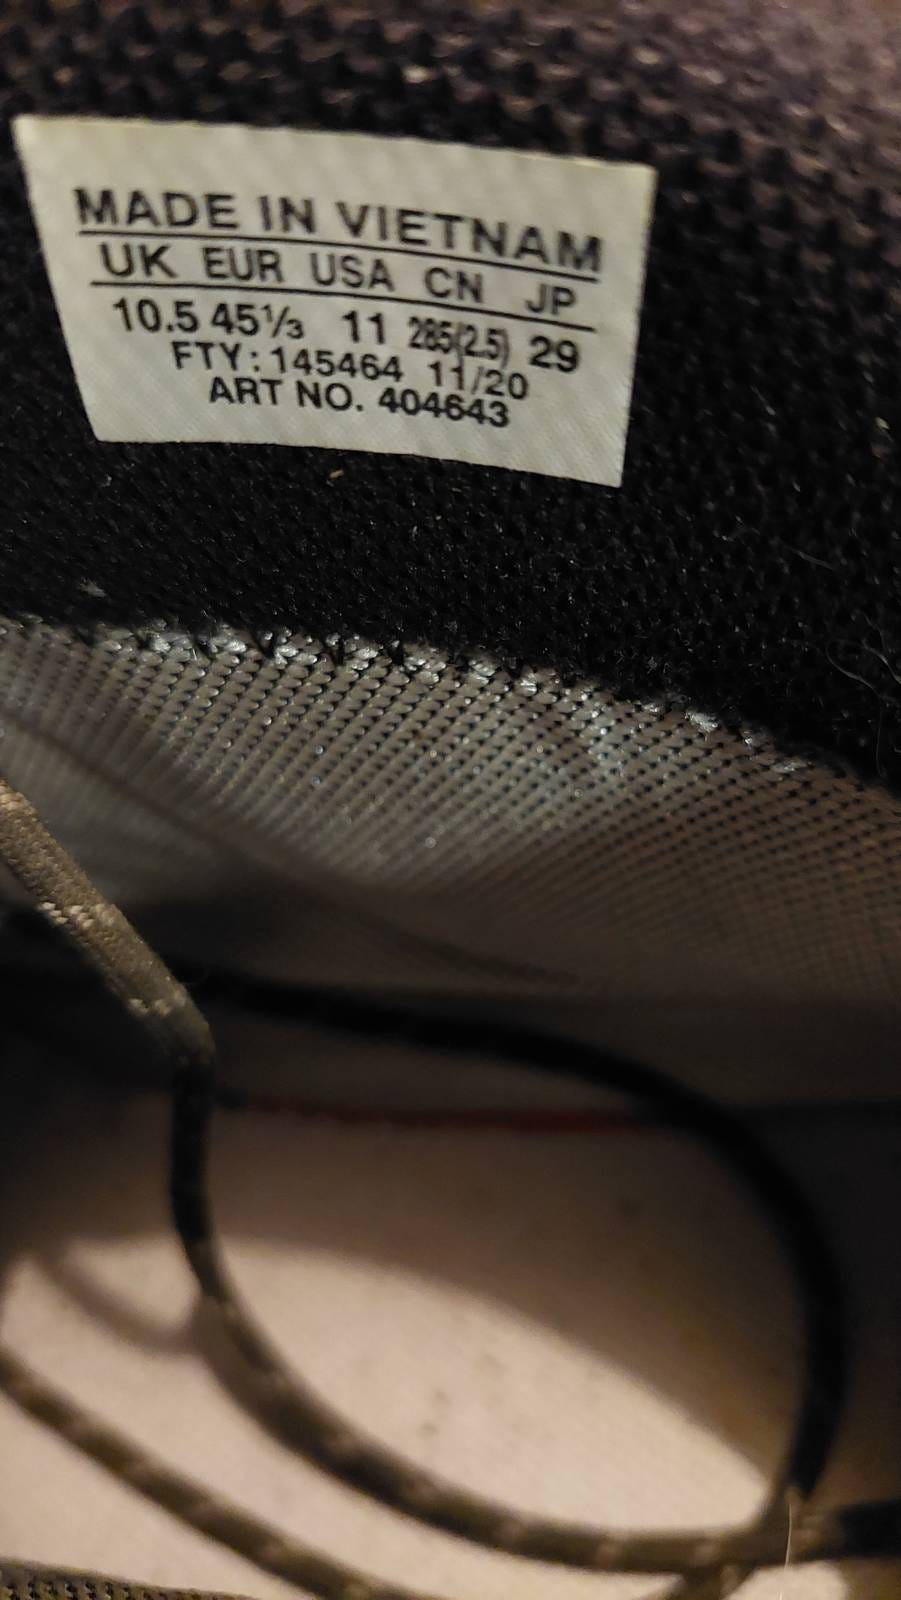 MADE IN VIETNAM
UK EUR USA CN JP
10.5 45⅓ 11 285(2.5) 29
FTY: 145464 11/20
ART NO. 404643